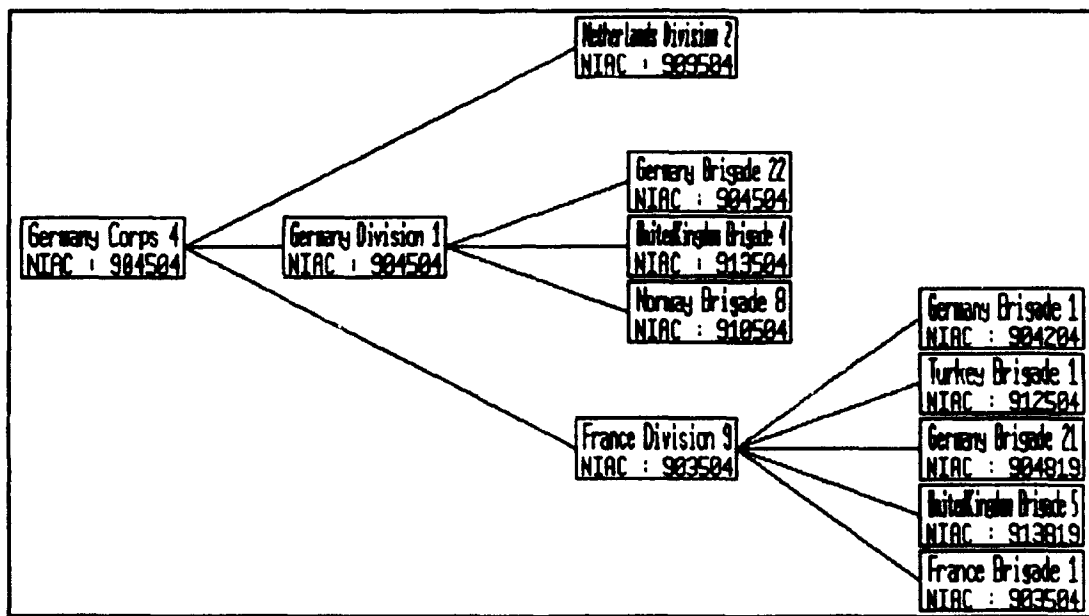 Netherlands Division 2
NIAC : 909504
Germany Brigade 22
NIAC : 904504
Germany Corps 4
NIAC : 904504
Germany Division 1
NIAC : 904504
UnitedKingdom Brigade 4
NIAC : 913504
Norway Brigade 8
NIAC : 910504
Germany Brigade 1
NIAC : 904204
Turkey Brigade 1
NIAC : 912504
France Division 9
NIAC : 903504
Germany Brigade 21
NIAC : 904819
UnitedKingdom Brigade 5
NIAC : 913819
France Brigade 1
NIAC : 903504